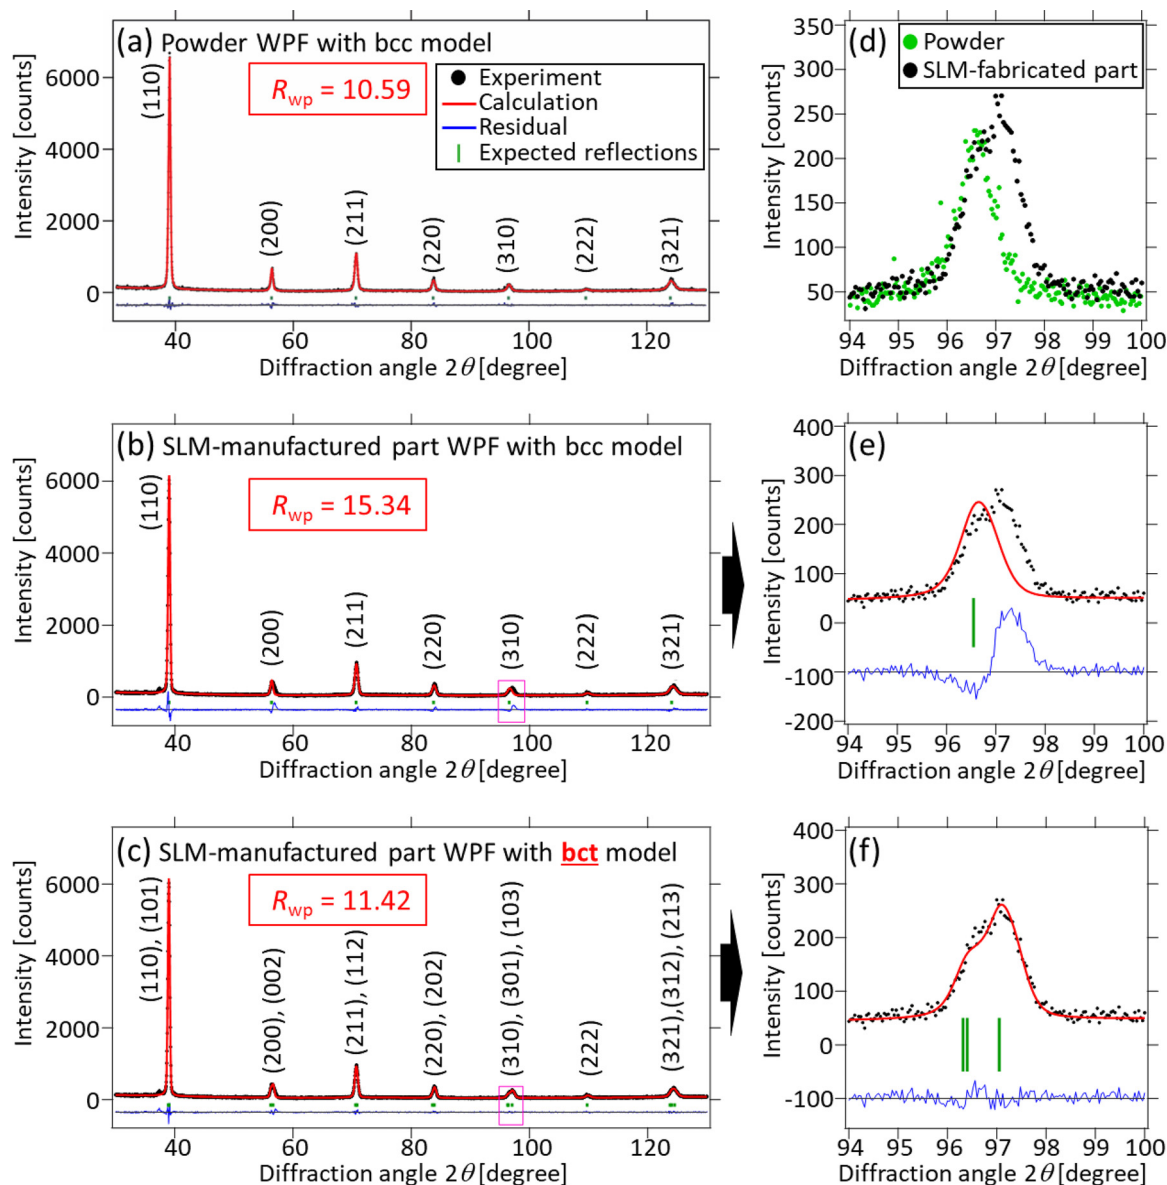 (a) Powder WPF with bcc model
Rwp = 10.59
Experiment
Calculation
Residual
Expected reflections
(110)
(200)
(211)
(220)
(310)
(222)
(321)
Intensity [counts]
6000
4000
2000
0
40 60 80 100 120
Diffraction angle 2θ [degree]
(d)
Powder
SLM-fabricated part
Intensity [counts]
350
300
250
200
150
100
50
94 95 96 97 98 99 100
Diffraction angle 2θ [degree]
(b) SLM-manufactured part WPF with bcc model
Rwp = 15.34
(110)
(200)
(211)
(220)
(310)
(222)
(321)
Intensity [counts]
6000
4000
2000
0
40 60 80 100 120
Diffraction angle 2θ [degree]
(e)
Intensity [counts]
400
300
200
100
0
-100
-200
94 95 96 97 98 99 100
Diffraction angle 2θ [degree]
(c) SLM-manufactured part WPF with bct model
Rwp = 11.42
(110), (101)
(200), (002)
(211), (112)
(220), (202)
(310), (301), (103)
(222)
(321),(312), (213)
Intensity [counts]
6000
4000
2000
0
40 60 80 100 120
Diffraction angle 2θ [degree]
(f)
Intensity [counts]
400
300
200
100
0
-100
94 95 96 97 98 99 100
Diffraction angle 2θ [degree]